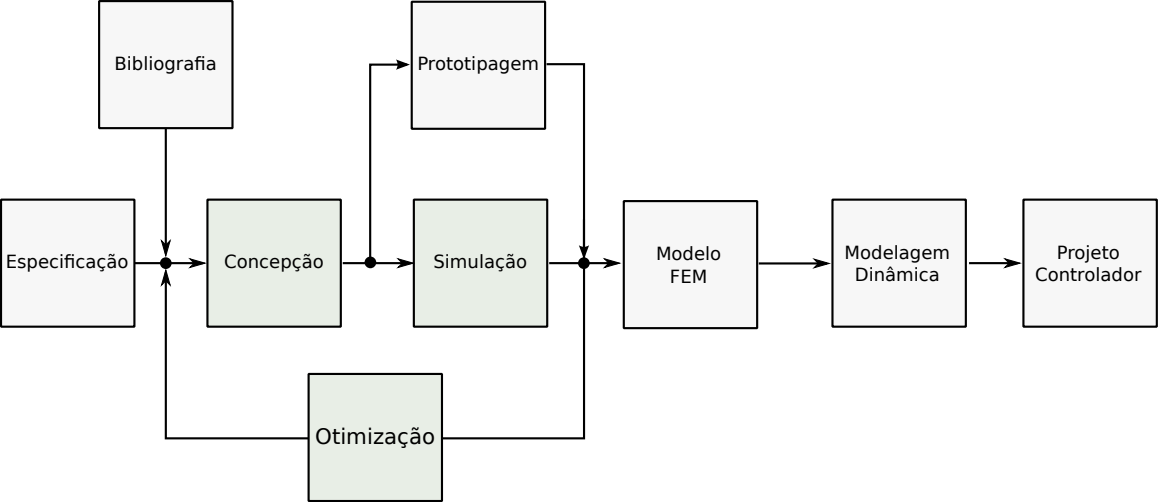 Bibliografia
Prototipagem
Especificação
Concepção
Simulação
Modelo
FEM
Modelagem
Dinâmica
Projeto
Controlador
Otimização